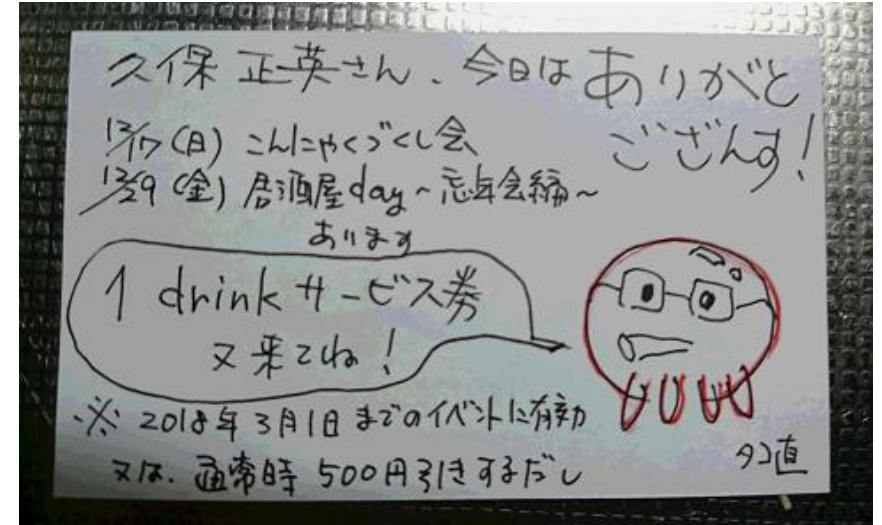 久保 正英さん、今日は ありがと
ござんす!
12/17(日) こんにゃくづくし会
12/29(金) 居酒屋day~忘年会編~
あります
1 drink サービス券
又来てね!
※ 2018年3月1日までのイベントに有効
又は、通常時 500円引きするだし
タコ直